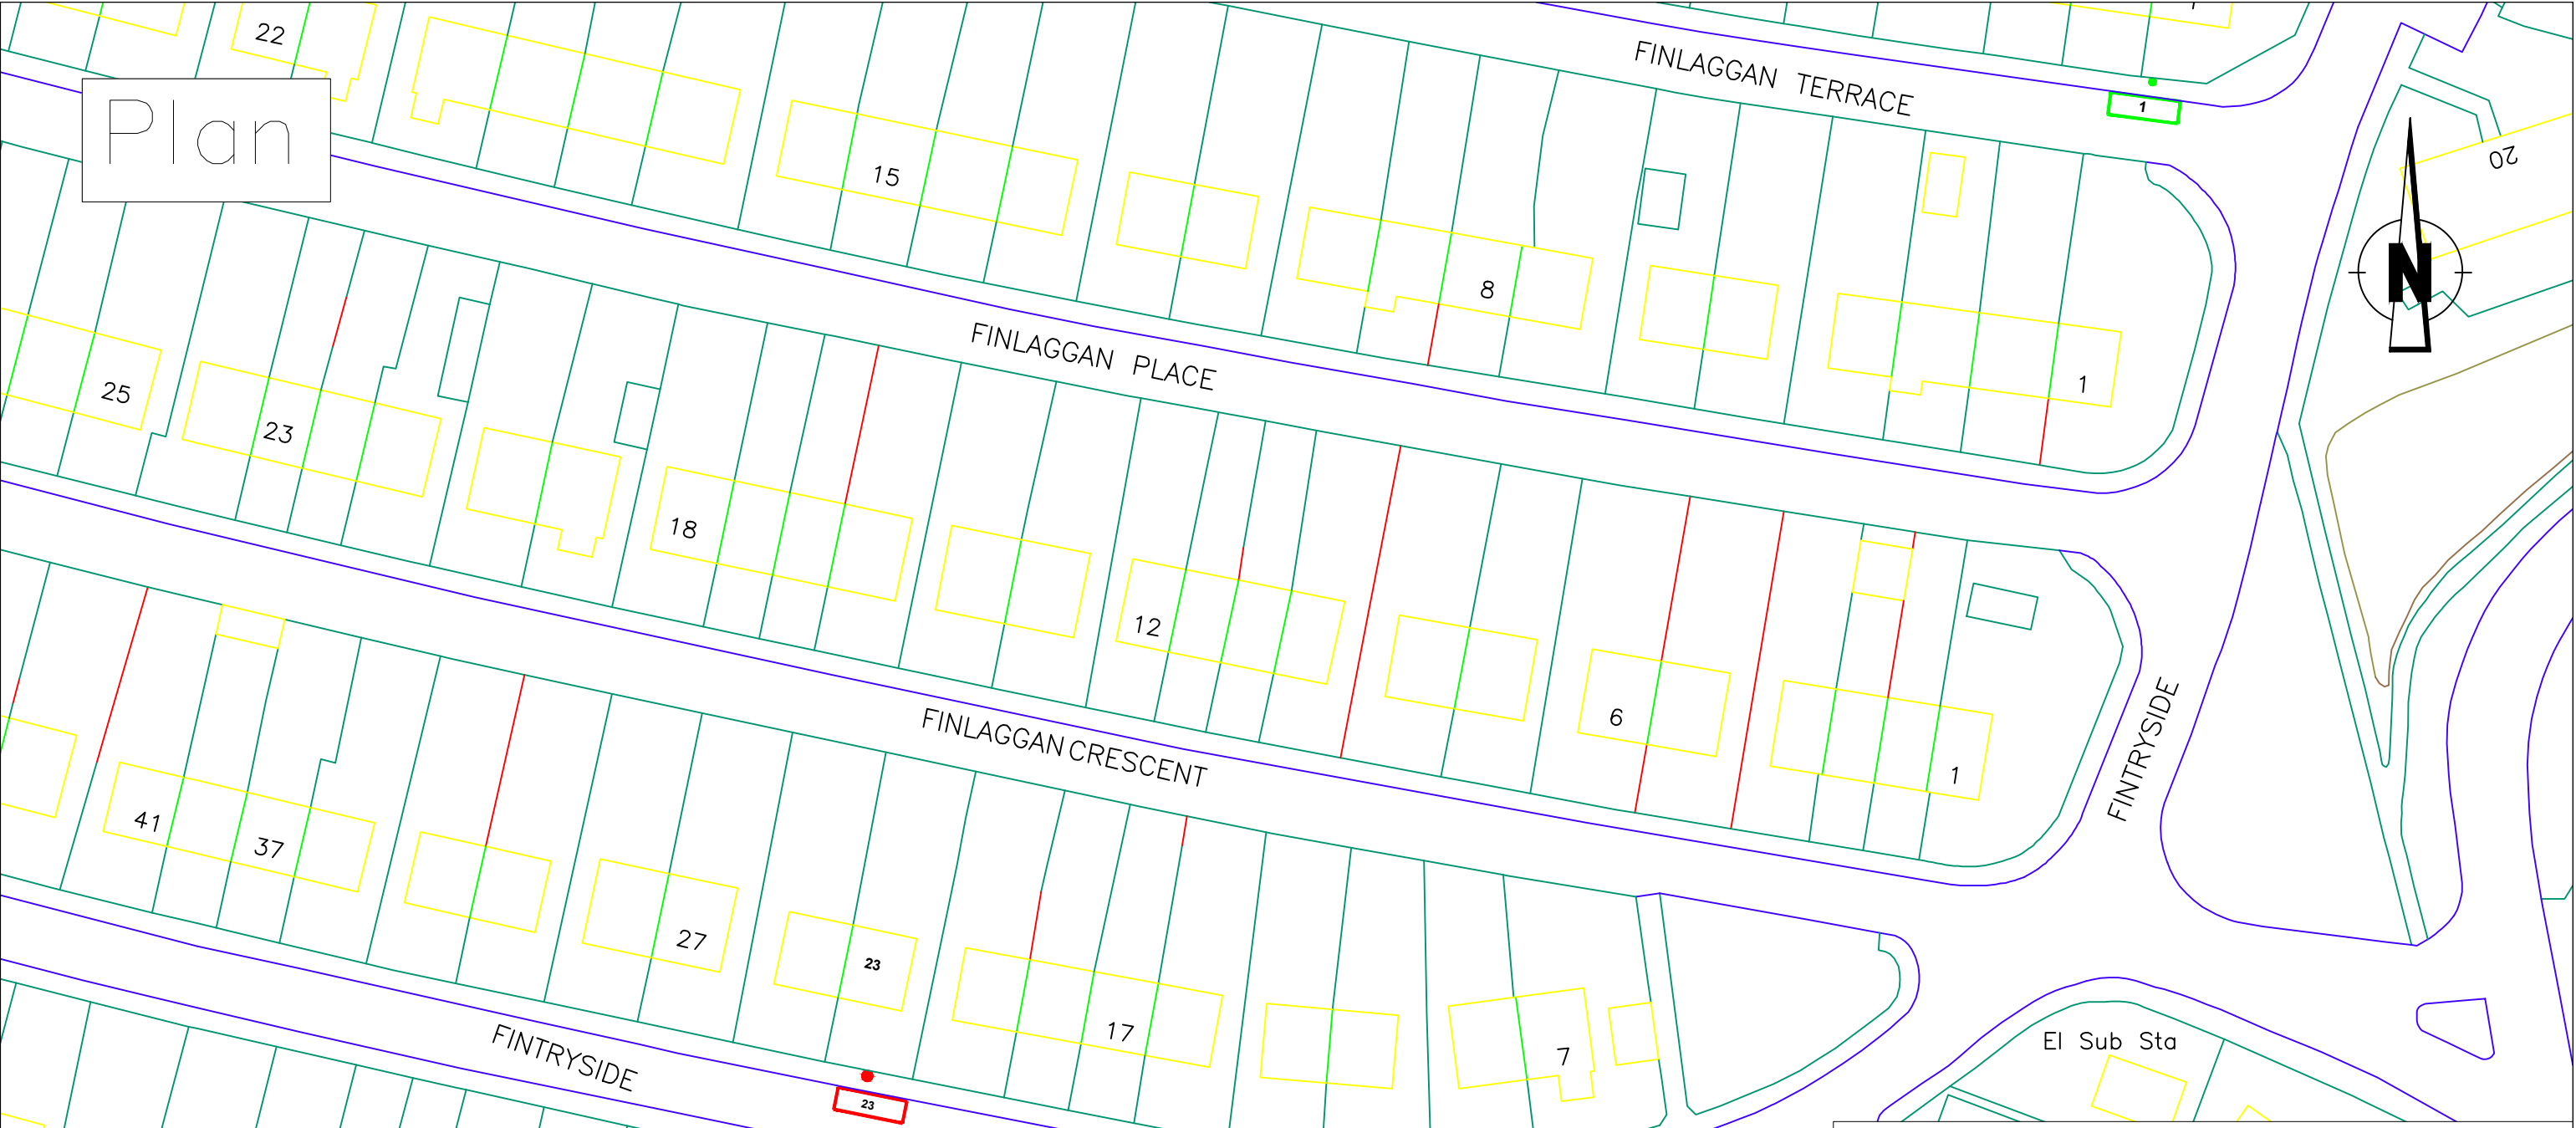 22
Plan
FINLAGGAN TERRACE
1
20
15
8
N
FINLAGGAN PLACE
1
25
23
18
12
6
1
FINTRYSIDE
FINLAGGAN CRESCENT
41
37
27
23
17
7
El Sub Sta
FINTRYSIDE
23